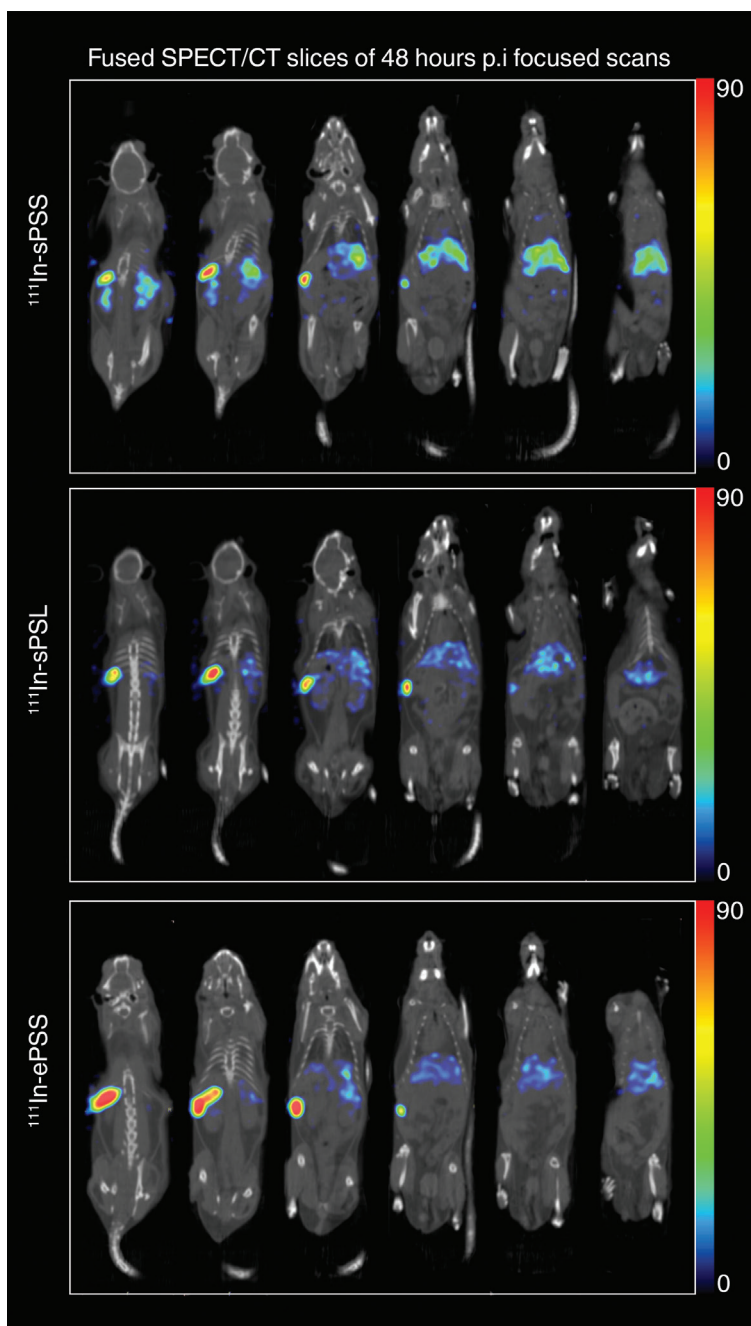 Fused SPECT/CT slices of 48 hours p.i focused scans
90
¹¹¹In-sPSS
0
90
¹¹¹In-sPSL
0
90
¹¹¹In-ePSS
0